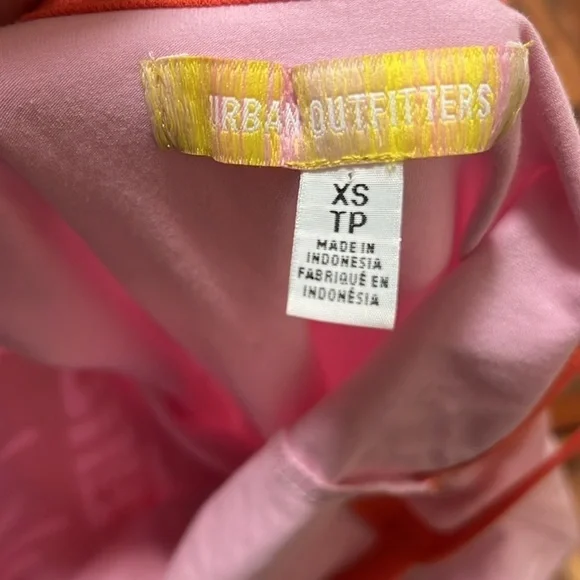 URBAN OUTFITTERS
XS
TP
MADE IN
INDONESIA
FABRIQUÉ EN
INDONÉSIA